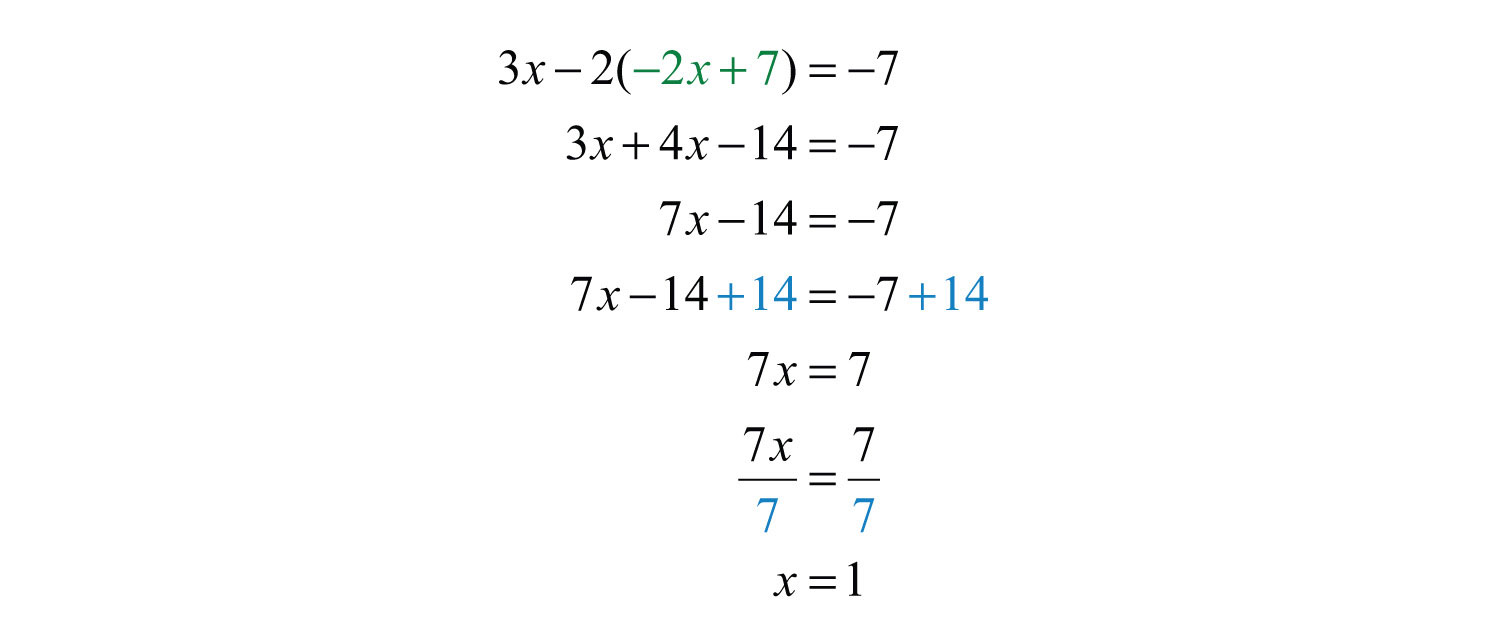 3x − 2(−2x + 7) = −7
3x + 4x − 14 = −7
7x − 14 = −7
7x − 14 + 14 = −7 + 14
7x = 7
7x/7 = 7/7
x = 1